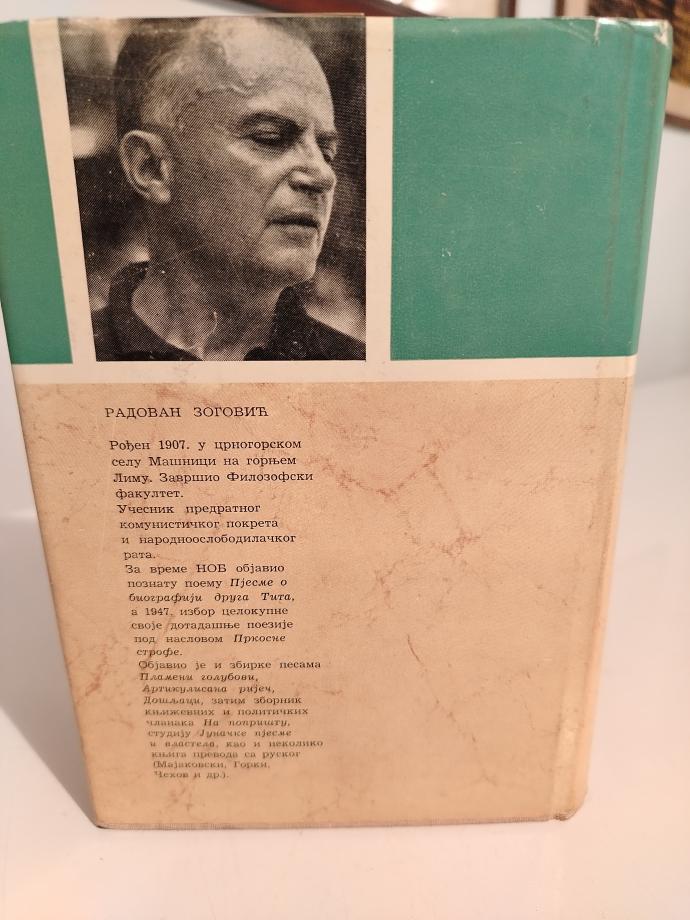 РАДОВАН ЗОГОВИЋ
Рођен 1907. у црногорском
селу Машници на горњем
Лиму. Завршио Филозофски
факултет.
Учесник предратног
комунистичког покрета
и народноослободилачког
рата.
За време НОБ објавио
познату поему Пјесме о
биографији друга Тита,
а 1947. избор целокупне
своје дотадашње поезије
под насловом Пркосне
строфе.
Објавио је и збирке песама
Пламени голубови,
Артикулисана ријеч,
Дошљаци, затим зборник
књижевних и политичких
чланака На попришту,
студију Јуначке пјесме
и властела, као и неколико
књига превода са руског
(Мајаковски, Горки,
Чехов и др.).